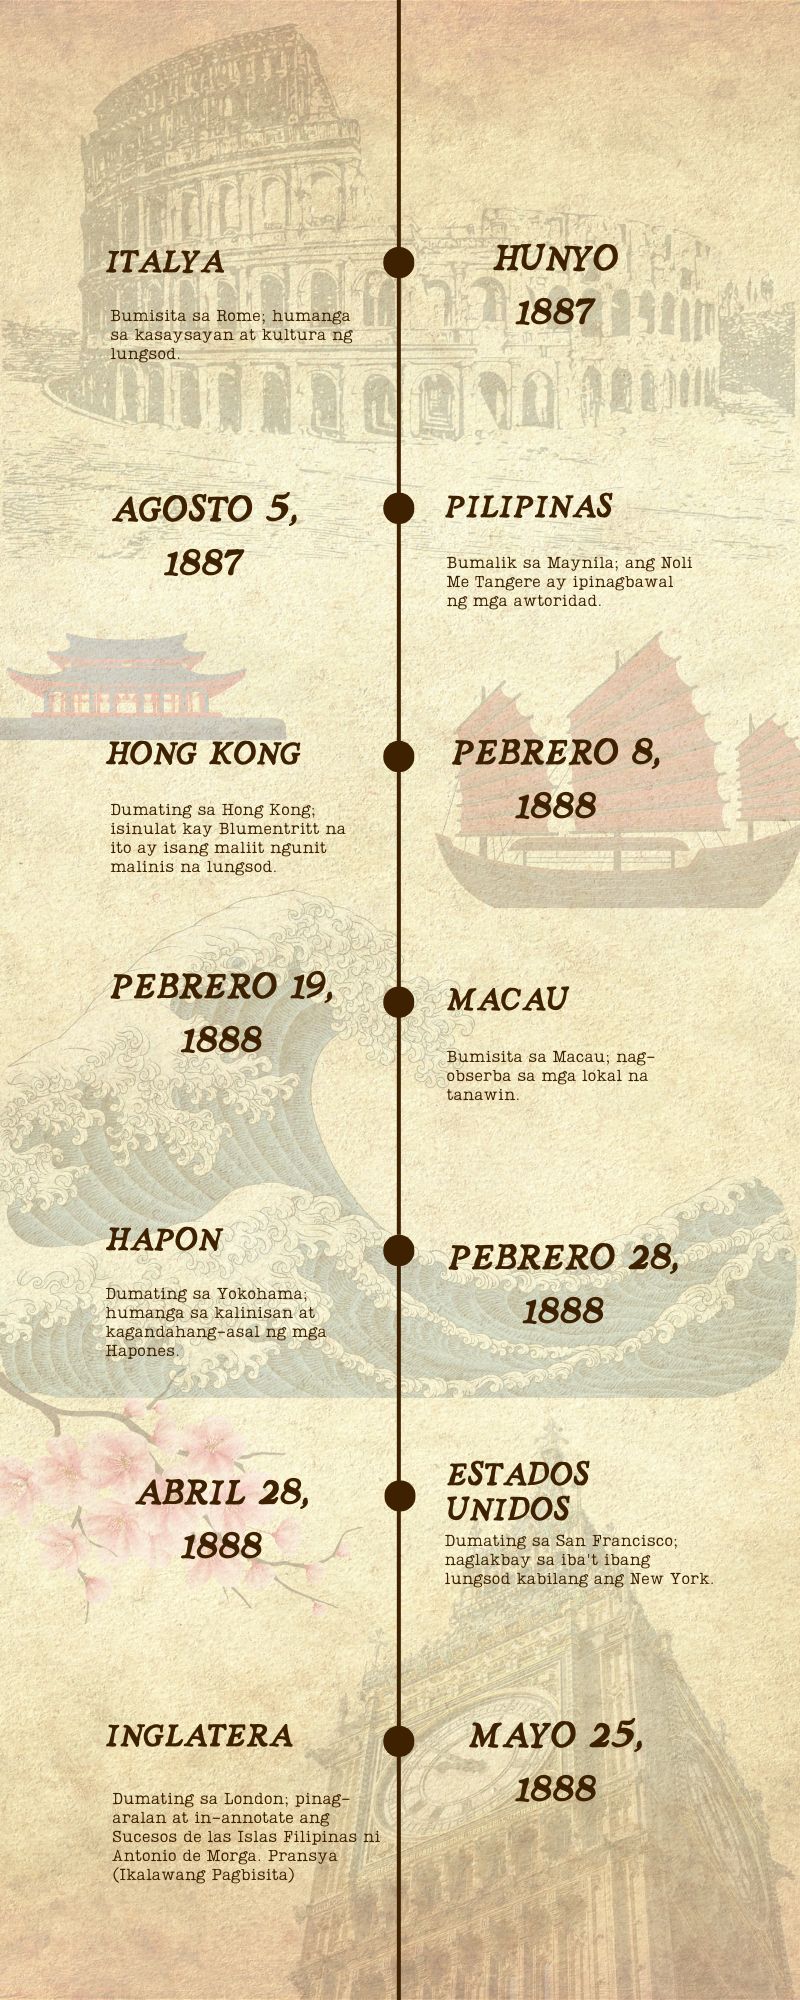 ITALYA
Bumisita sa Rome; humanga
sa kasaysayan at kultura ng
lungsod.
HUNYO
1887
AGOSTO 5,
1887
PILIPINAS
Bumalik sa Maynila; ang Noli
Me Tangere ay ipinagbawal
ng mga awtoridad.
HONG KONG
Dumating sa Hong Kong;
isinulat kay Blumentritt na
ito ay isang maliit ngunit
malinis na lungsod.
PEBRERO 8,
1888
PEBRERO 19,
1888
MACAU
Bumisita sa Macau; nag-
obserba sa mga lokal na
tanawin.
HAPON
Dumating sa Yokohama;
humanga sa kalinisan at
kagandahang-asal ng mga
Hapones.
PEBRERO 28,
1888
ABRIL 28,
1888
ESTADOS
UNIDOS
Dumating sa San Francisco;
naglakbay sa iba't ibang
lungsod kabilang ang New York.
INGLATERA
Dumating sa London; pinag-
aralan at in-annotate ang
Sucesos de las Islas Filipinas ni
Antonio de Morga. Pransya
(Ikalawang Pagbisita)
MAYO 25,
1888